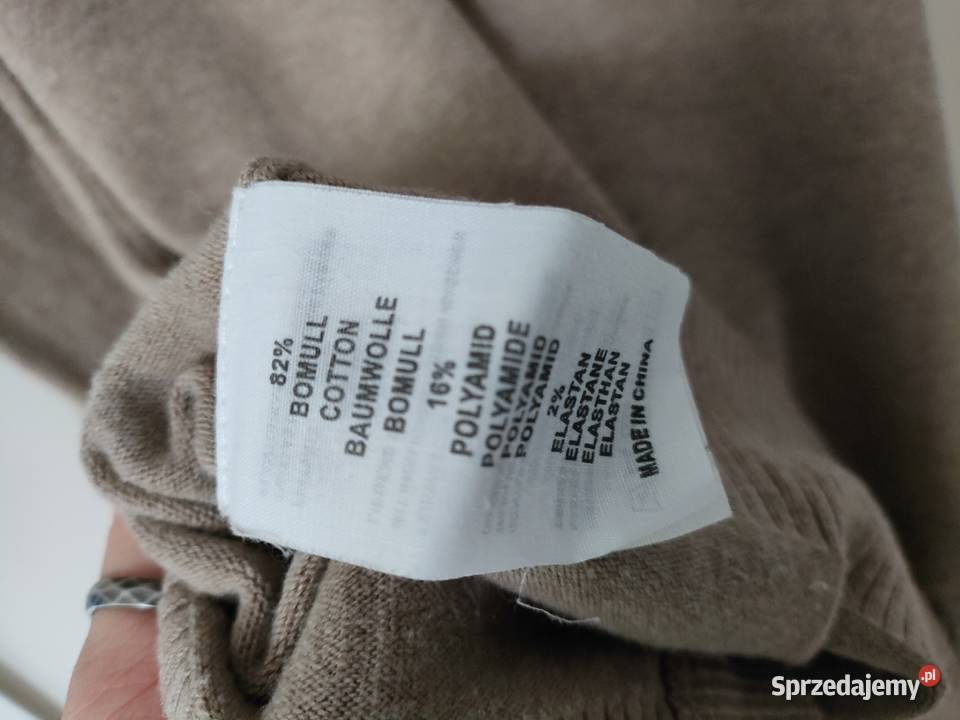 82%
BOMULL
COTTON
BAUMWOLLE
BOMULL
16%
POLYAMID
POLYAMIDE
POLYAMID
POLYAMID
2%
ELASTAN
ELASTANE
ELASTHAN
ELASTAN
MADE IN CHINA
Sprzedajemy.pl